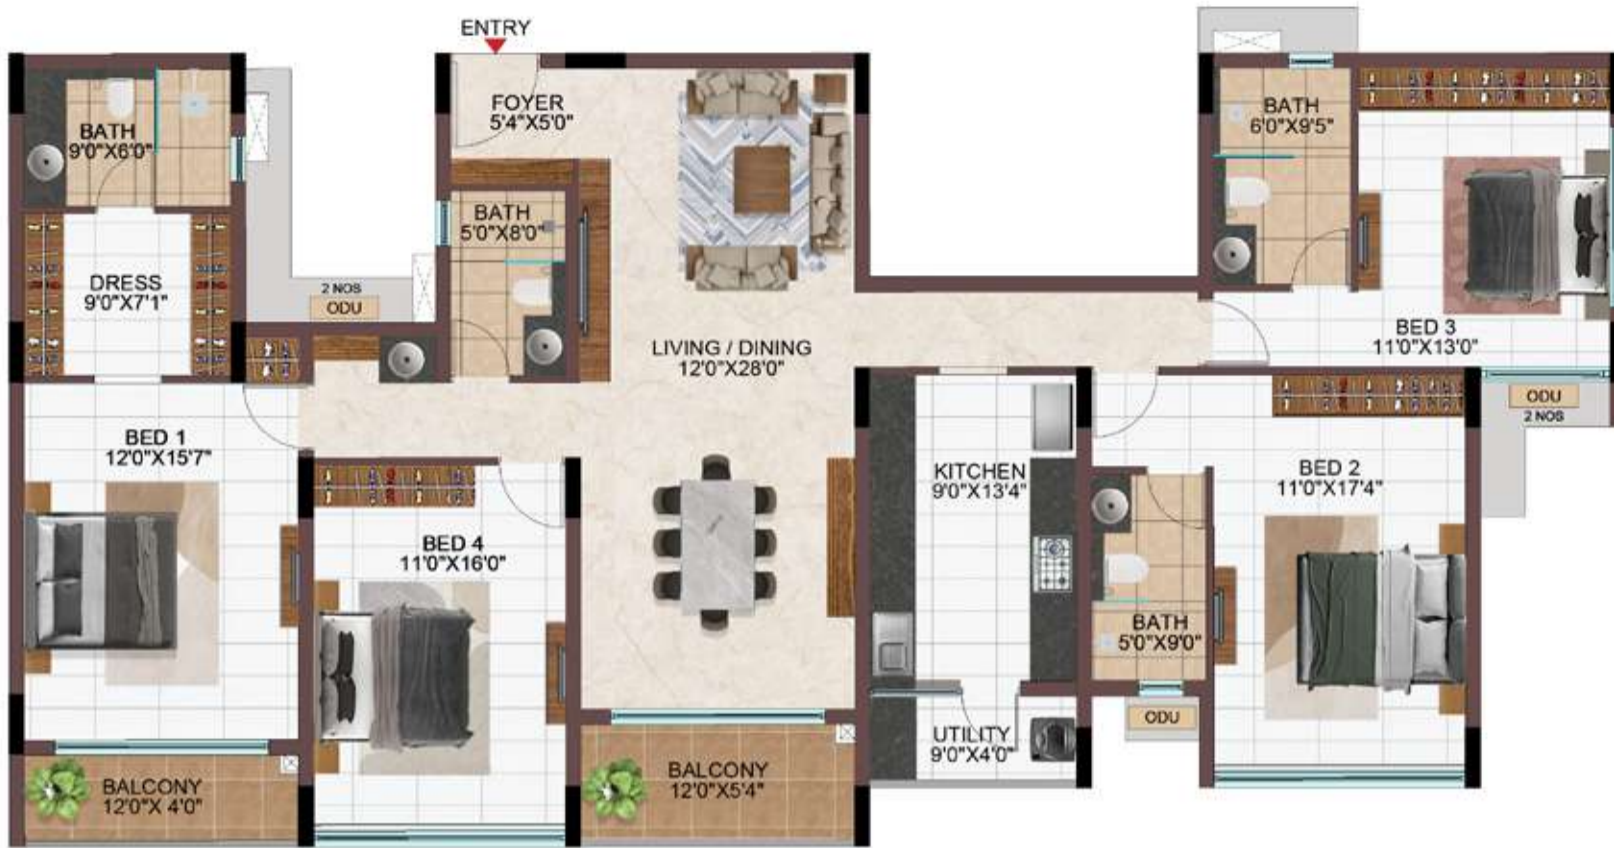 ENTRY
FOYER
5'4"X5'0"
BATH
9'0"X6'0"
BATH
6'0"X9'5"
BATH
5'0"X8'0"
DRESS
9'0"X7'1"
2 NOS
ODU
LIVING / DINING
12'0"X28'0"
BED 3
11'0"X13'0"
ODU
2 NOS
BED 1
12'0"X15'7"
BED 4
11'0"X16'0"
KITCHEN
9'0"X13'4"
BED 2
11'0"X17'4"
BATH
5'0"X9'0"
ODU
UTILITY
9'0"X4'0"
BALCONY
12'0"X 4'0"
BALCONY
12'0"X5'4"